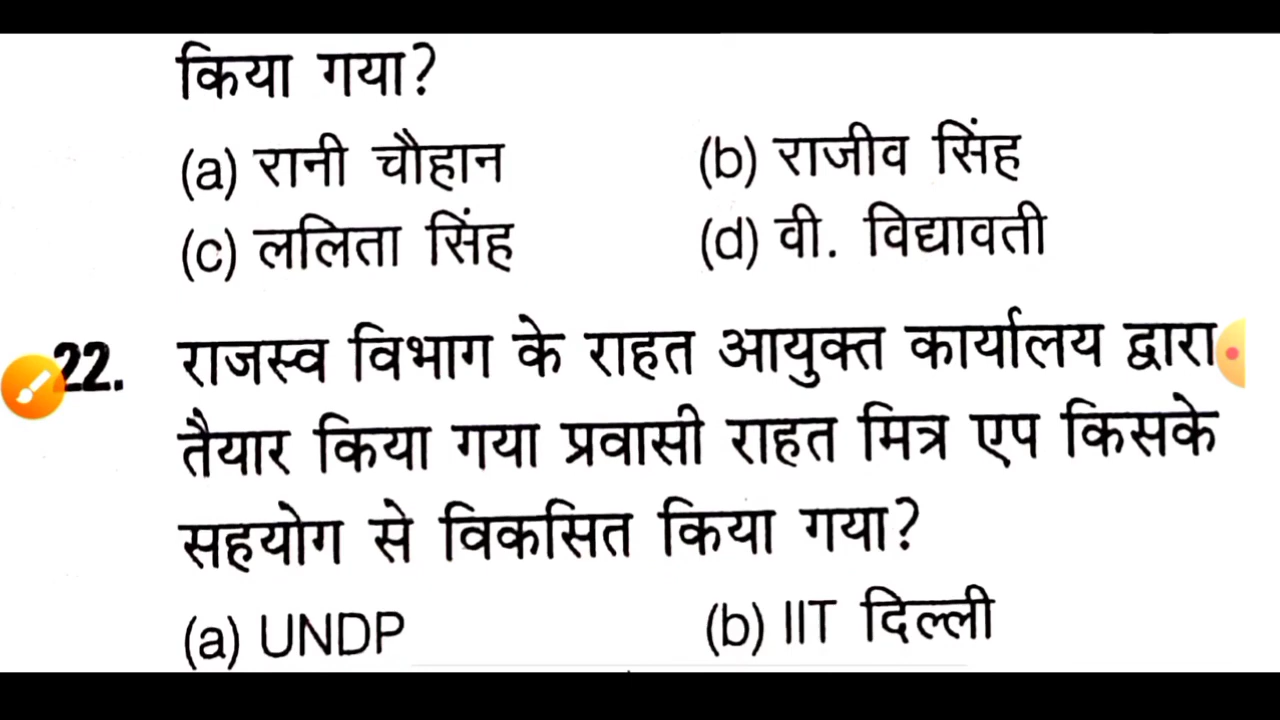 किया गया?
(a) रानी चौहान (b) राजीव सिंह
(c) ललिता सिंह (d) वी. विद्यावती
22. राजस्व विभाग के राहत आयुक्त कार्यालय द्वारा
तैयार किया गया प्रवासी राहत मित्र एप किसके
सहयोग से विकसित किया गया?
(a) UNDP (b) IIT दिल्ली